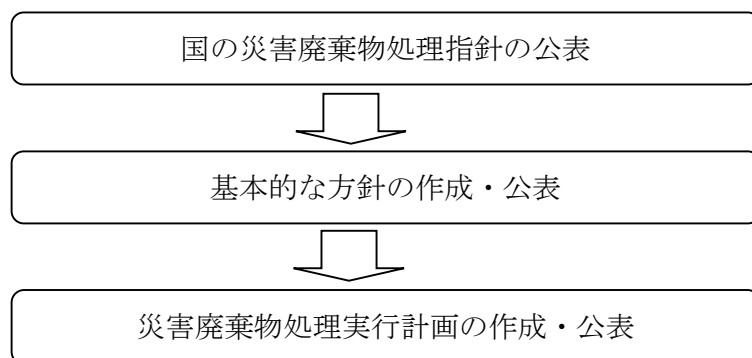 国の災害廃棄物処理指針の公表
基本的な方針の作成・公表
災害廃棄物処理実行計画の作成・公表